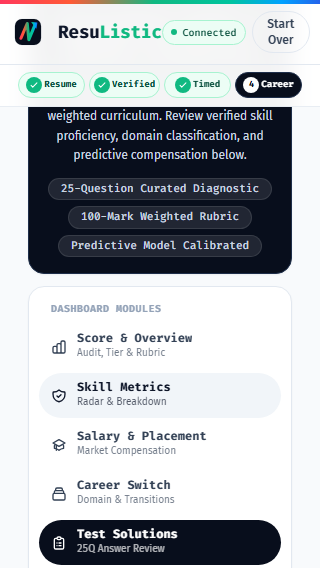 ResuListic
Connected
Start Over
Resume
Verified
Timed
4 Career
weighted curriculum. Review verified skill
proficiency, domain classification, and
predictive compensation below.
25-Question Curated Diagnostic
100-Mark Weighted Rubric
Predictive Model Calibrated
DASHBOARD MODULES
Score & Overview
Audit, Tier & Rubric
Skill Metrics
Radar & Breakdown
Salary & Placement
Market Compensation
Career Switch
Domain & Transitions
Test Solutions
25Q Answer Review